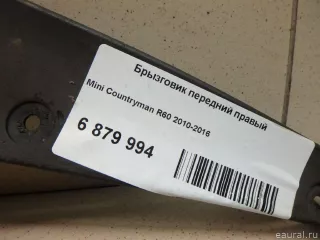 Брызговик передний правый
Mini Countryman R60 2010-2016
6 879 994
eaural.ru